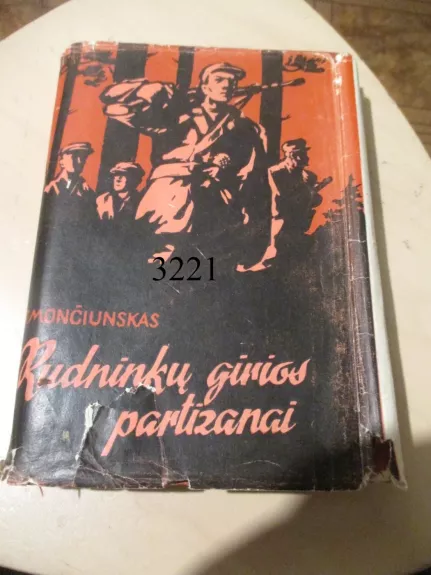 3221
MONČIUNSKAS
Rudninkų girios
partizanai